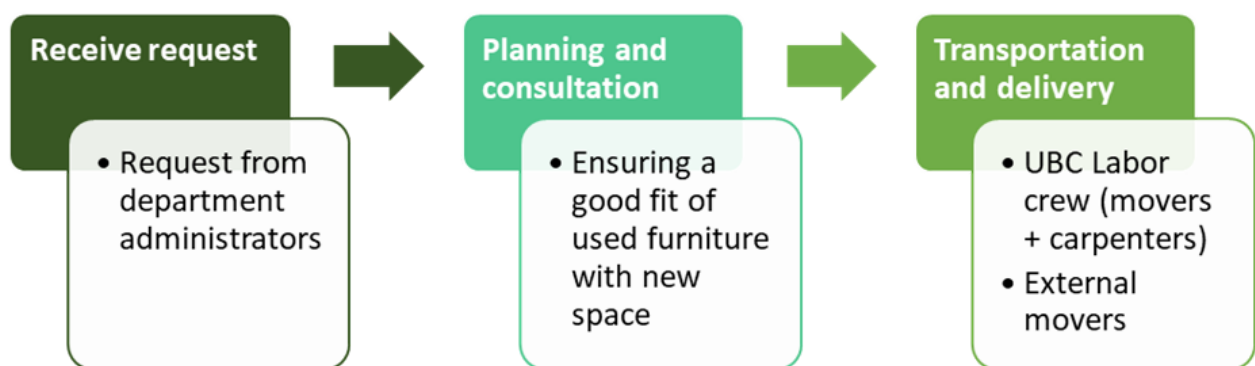 Receive request
• Request from
department
administrators
Planning and
consultation
• Ensuring a
good fit of
used furniture
with new
space
Transportation
and delivery
• UBC Labor
crew (movers
+ carpenters)
• External
movers